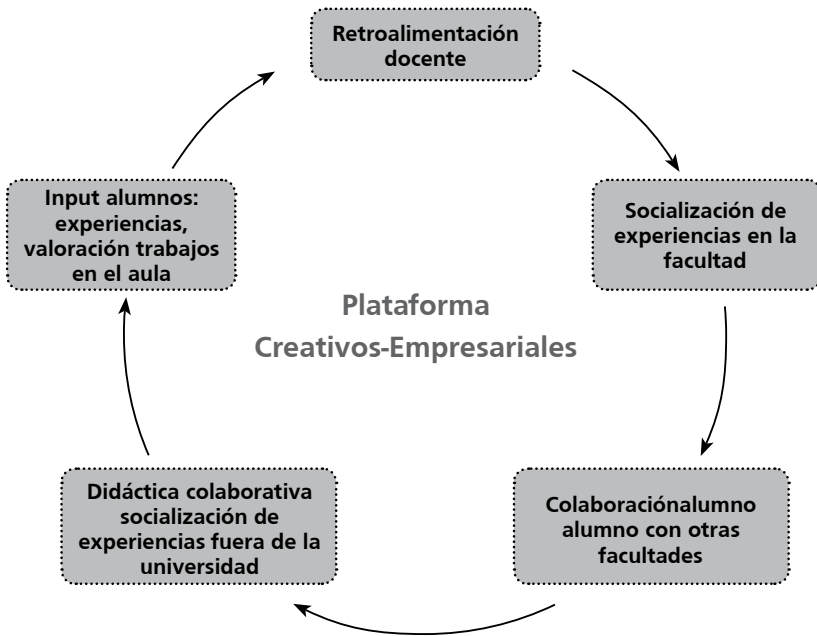 Retroalimentación
docente
Socialización de
experiencias en la
facultad
Colaboraciónalumno
alumno con otras
facultades
Didáctica colaborativa
socialización de
experiencias fuera de la
universidad
Input alumnos:
experiencias,
valoración trabajos
en el aula
Plataforma
Creativos-Empresariales